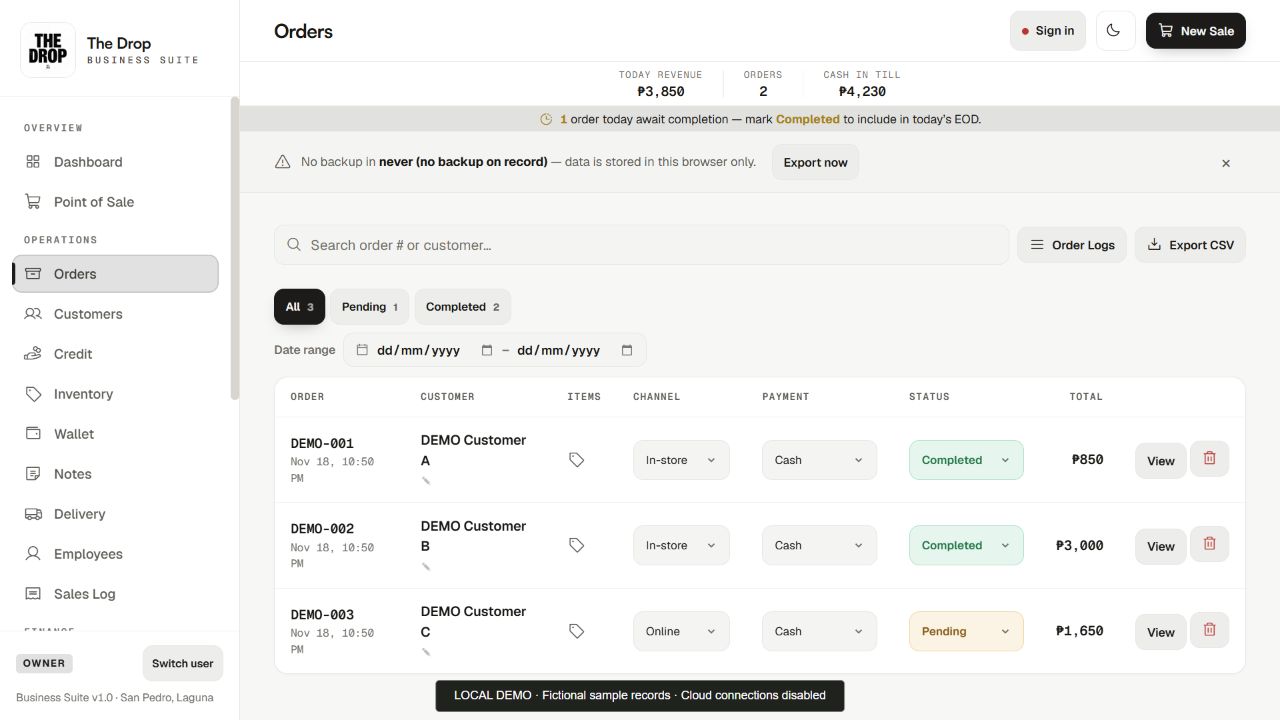 THE
DROP
The Drop
BUSINESS SUITE
OVERVIEW
Dashboard
Point of Sale
OPERATIONS
Orders
Customers
Credit
Inventory
Wallet
Notes
Delivery
Employees
Sales Log
FINANCE
OWNER
Switch user
Business Suite v1.0 · San Pedro, Laguna
Orders
Sign in
New Sale
TODAY REVENUE
₱3,850
ORDERS
2
CASH IN TILL
₱4,230
1 order today await completion — mark Completed to include in today's EOD.
No backup in never (no backup on record) — data is stored in this browser only.
Export now
×
Search order # or customer...
Order Logs
Export CSV
All 3
Pending 1
Completed 2
Date range
dd/mm/yyyy – dd/mm/yyyy
ORDER CUSTOMER ITEMS CHANNEL PAYMENT STATUS TOTAL
DEMO-001
Nov 18, 10:50
PM
DEMO Customer
A
In-store
Cash
Completed
₱850
View
DEMO-002
Nov 18, 10:50
PM
DEMO Customer
B
In-store
Cash
Completed
₱3,000
View
DEMO-003
Nov 18, 10:50
PM
DEMO Customer
C
Online
Cash
Pending
₱1,650
View
LOCAL DEMO · Fictional sample records · Cloud connections disabled